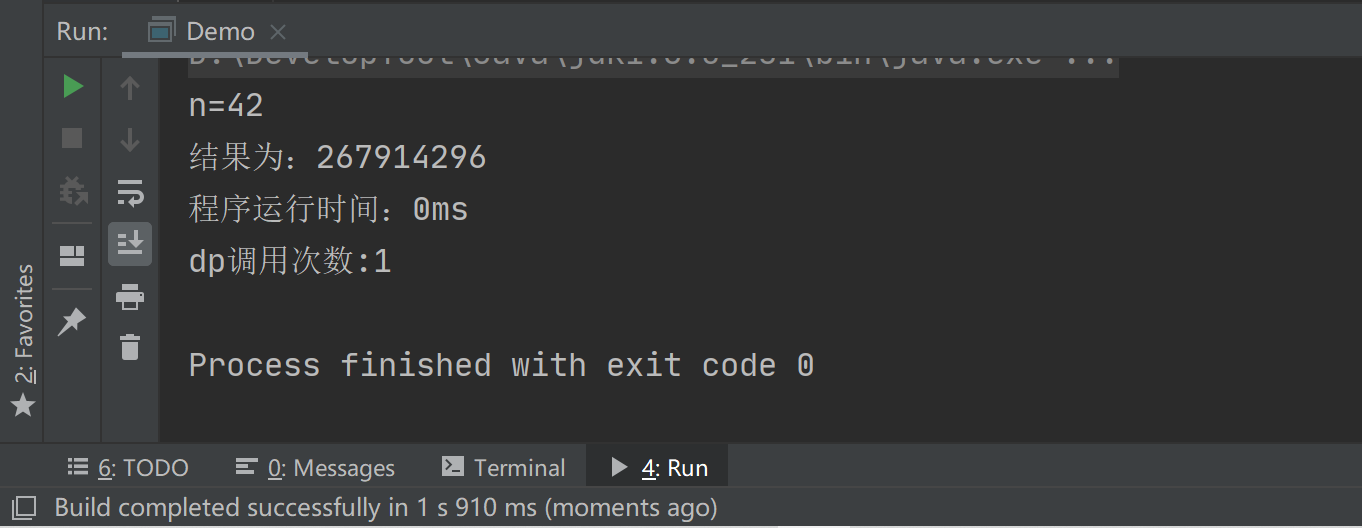 Run: Demo
n=42
结果为：267914296
程序运行时间：0ms
dp调用次数:1
Process finished with exit code 0
2: Favorites
6: TODO 0: Messages Terminal 4: Run
Build completed successfully in 1 s 910 ms (moments ago)